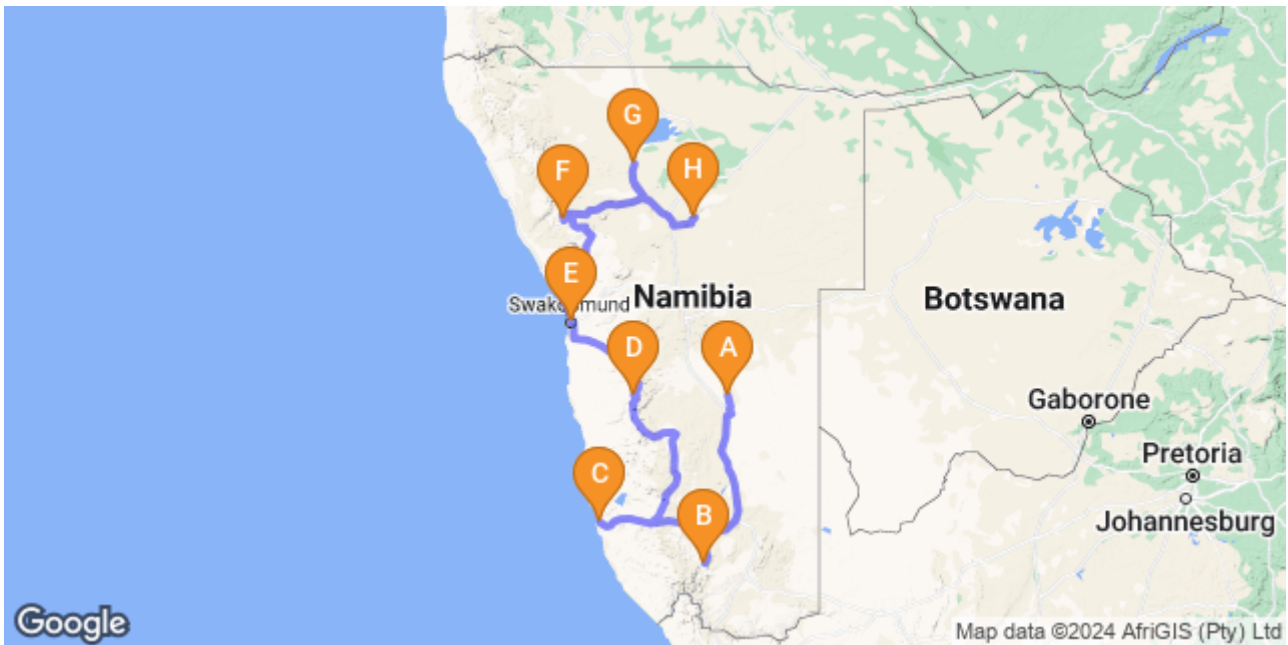 G
F
H
E
Swakopmund
Namibia
Botswana
D
A
Gaborone
Pretoria
C
Johannesburg
B
Google
Map data ©2024 AfriGIS (Pty) Ltd